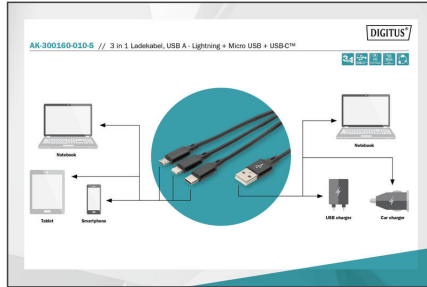 DIGITUS®
AK-300160-010-S // 3 in 1 Ladekabel, USB A - Lightning + Micro USB + USB-C™
Notebook
Tablet
Smartphone
Notebook
USB charger
Car charger